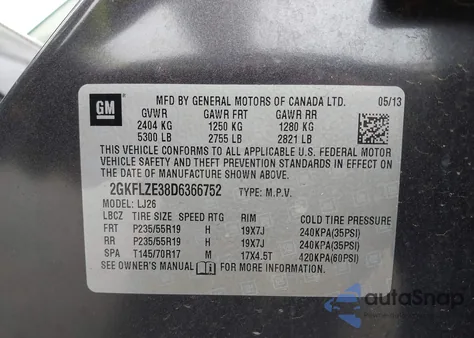 GM
MFD BY GENERAL MOTORS OF CANADA LTD. 05/13
GVWR GAWR FRT GAWR RR
2404 KG 1250 KG 1280 KG
5300 LB 2755 LB 2821 LB
THIS VEHICLE CONFORMS TO ALL APPLICABLE U.S. FEDERAL MOTOR
VEHICLE SAFETY AND THEFT PREVENTION STANDARDS IN EFFECT ON
THE DATE OF MANUFACTURE SHOWN ABOVE.
2GKFLZE38D6366752 TYPE: M.P.V.
MODEL: LJ26
LBCZ TIRE SIZE SPEED RTG RIM COLD TIRE PRESSURE
FRT P235/55R19 H 19X7J 240KPA(35PSI)
RR P235/55R19 H 19X7J 240KPA(35PSI)
SPA T145/70R17 M 17X4.5T 420KPA(60PSI)
SEE OWNER'S MANUAL FOR MORE INFORMATION.
autoSnap